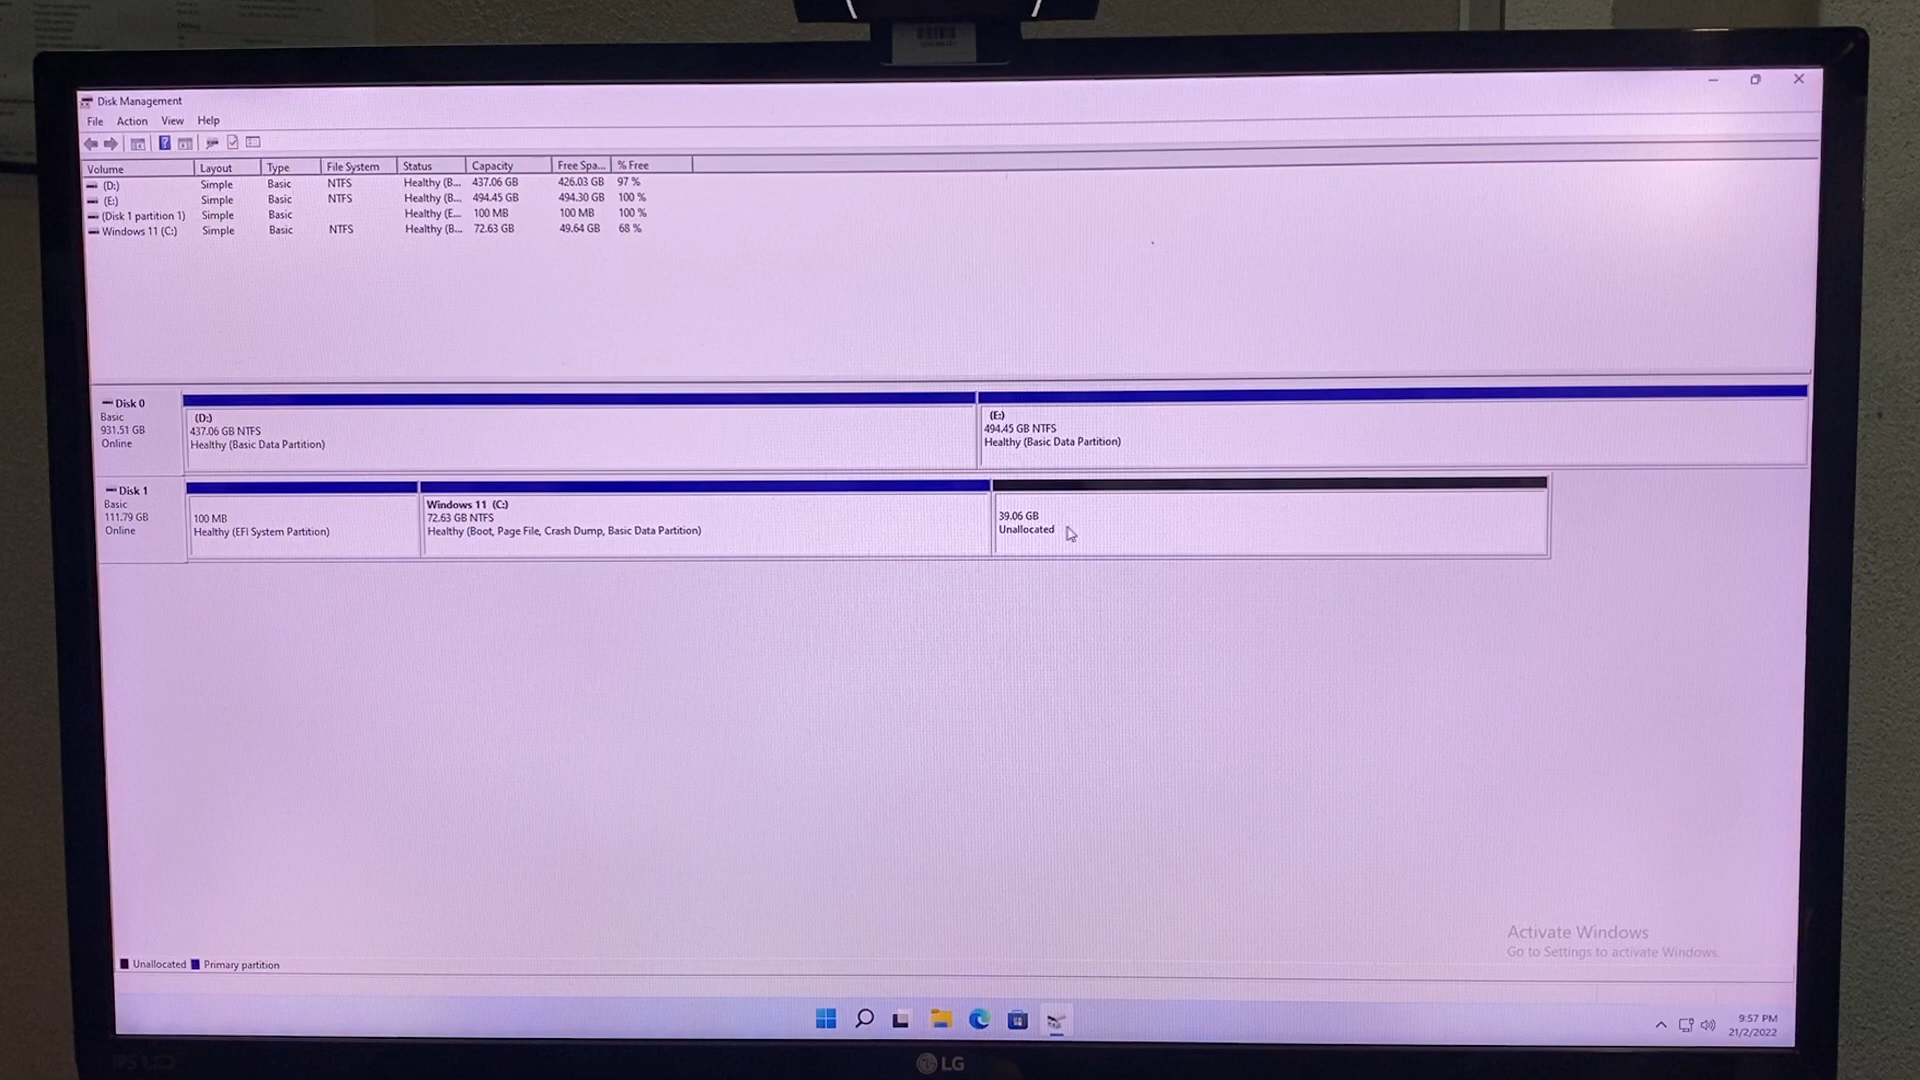 Disk Management
File Action View Help
Volume Layout Type File System Status Capacity Free Spa... % Free
(D:) Simple Basic NTFS Healthy (B... 437.06 GB 426.03 GB 97 %
(E:) Simple Basic NTFS Healthy (B... 494.45 GB 494.30 GB 100 %
(Disk 1 partition 1) Simple Basic Healthy (E... 100 MB 100 MB 100 %
Windows 11 (C:) Simple Basic NTFS Healthy (B... 72.63 GB 49.64 GB 68 %
Disk 0
Basic
931.51 GB
Online
(D:)
437.06 GB NTFS
Healthy (Basic Data Partition)
(E:)
494.45 GB NTFS
Healthy (Basic Data Partition)
Disk 1
Basic
111.79 GB
Online
100 MB
Healthy (EFI System Partition)
Windows 11 (C:)
72.63 GB NTFS
Healthy (Boot, Page File, Crash Dump, Basic Data Partition)
39.06 GB
Unallocated
Activate Windows
Go to Settings to activate Windows.
Unallocated Primary partition
9:57 PM
21/2/2022
IPS LED
LG